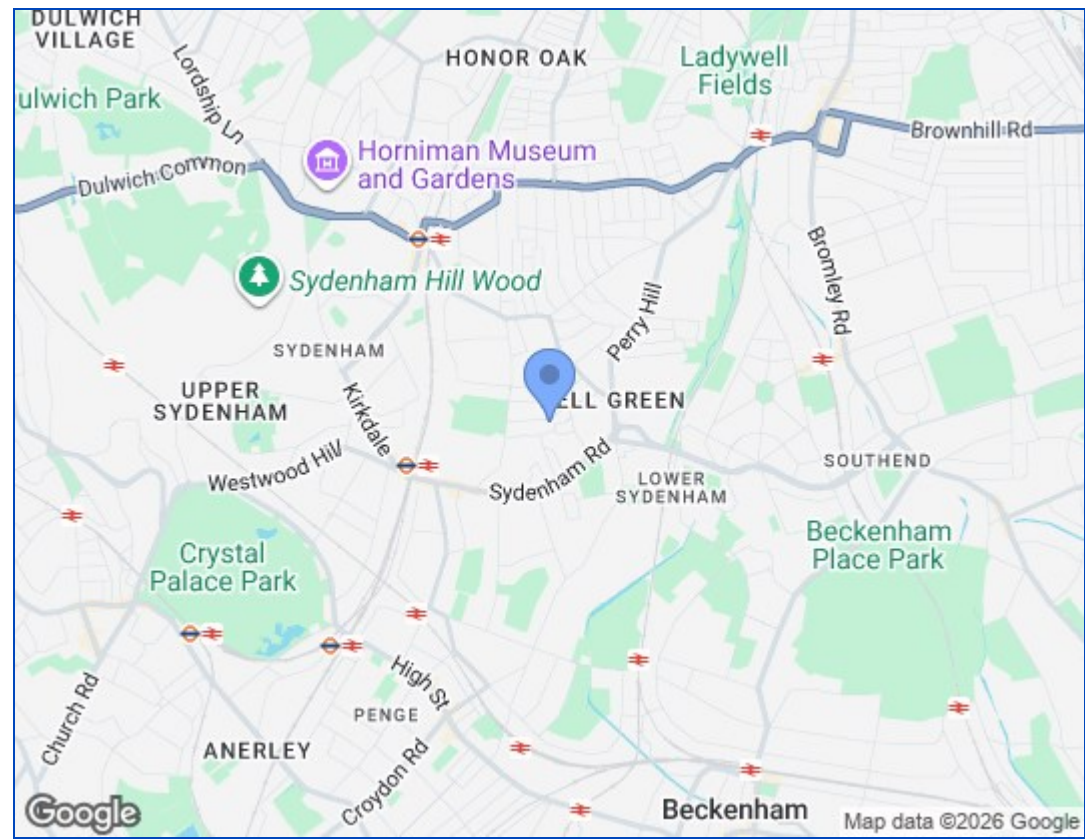 DULWICH
VILLAGE
Lordship Ln
HONOR OAK
Ladywell
Fields
ulwich Park
Brownhill Rd
Horniman Museum
and Gardens
Dulwich Common
Sydenham Hill Wood
Bromley Rd
Perry Hill
SYDENHAM
UPPER
SYDENHAM
Kirkdale
ELL GREEN
Westwood Hill
Sydenham Rd
SOUTHEND
LOWER
SYDENHAM
Beckenham
Place Park
Crystal
Palace Park
High St
Church Rd
PENGE
ANERLEY
Croydon Rd
Beckenham
Google
Map data ©2026 Google